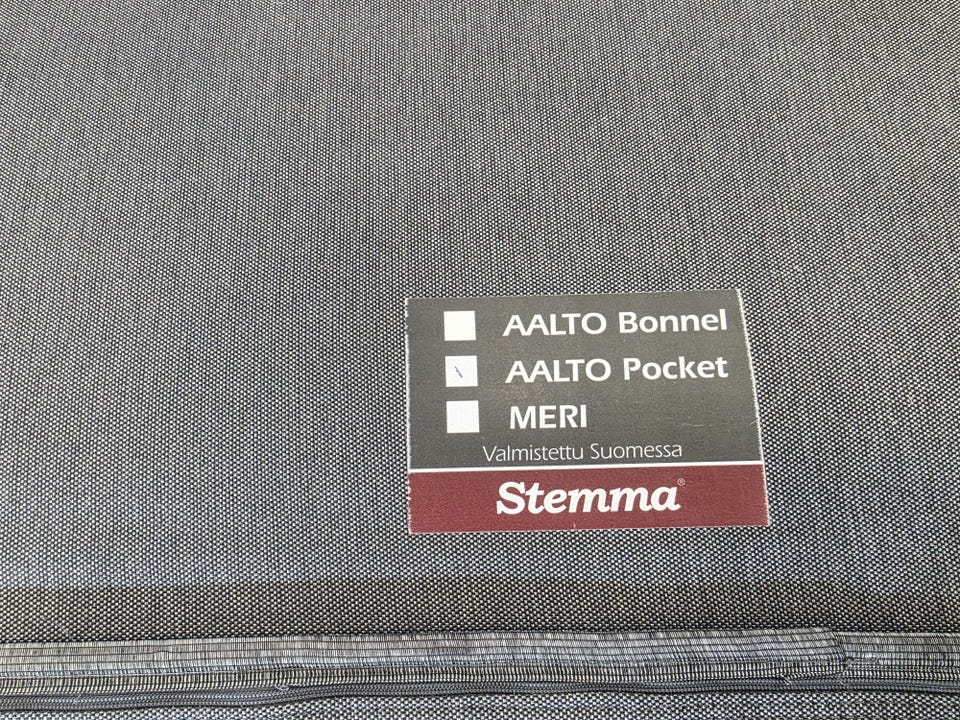 AALTO Bonnel
AALTO Pocket
MERI
Valmistettu Suomessa
Stemma®